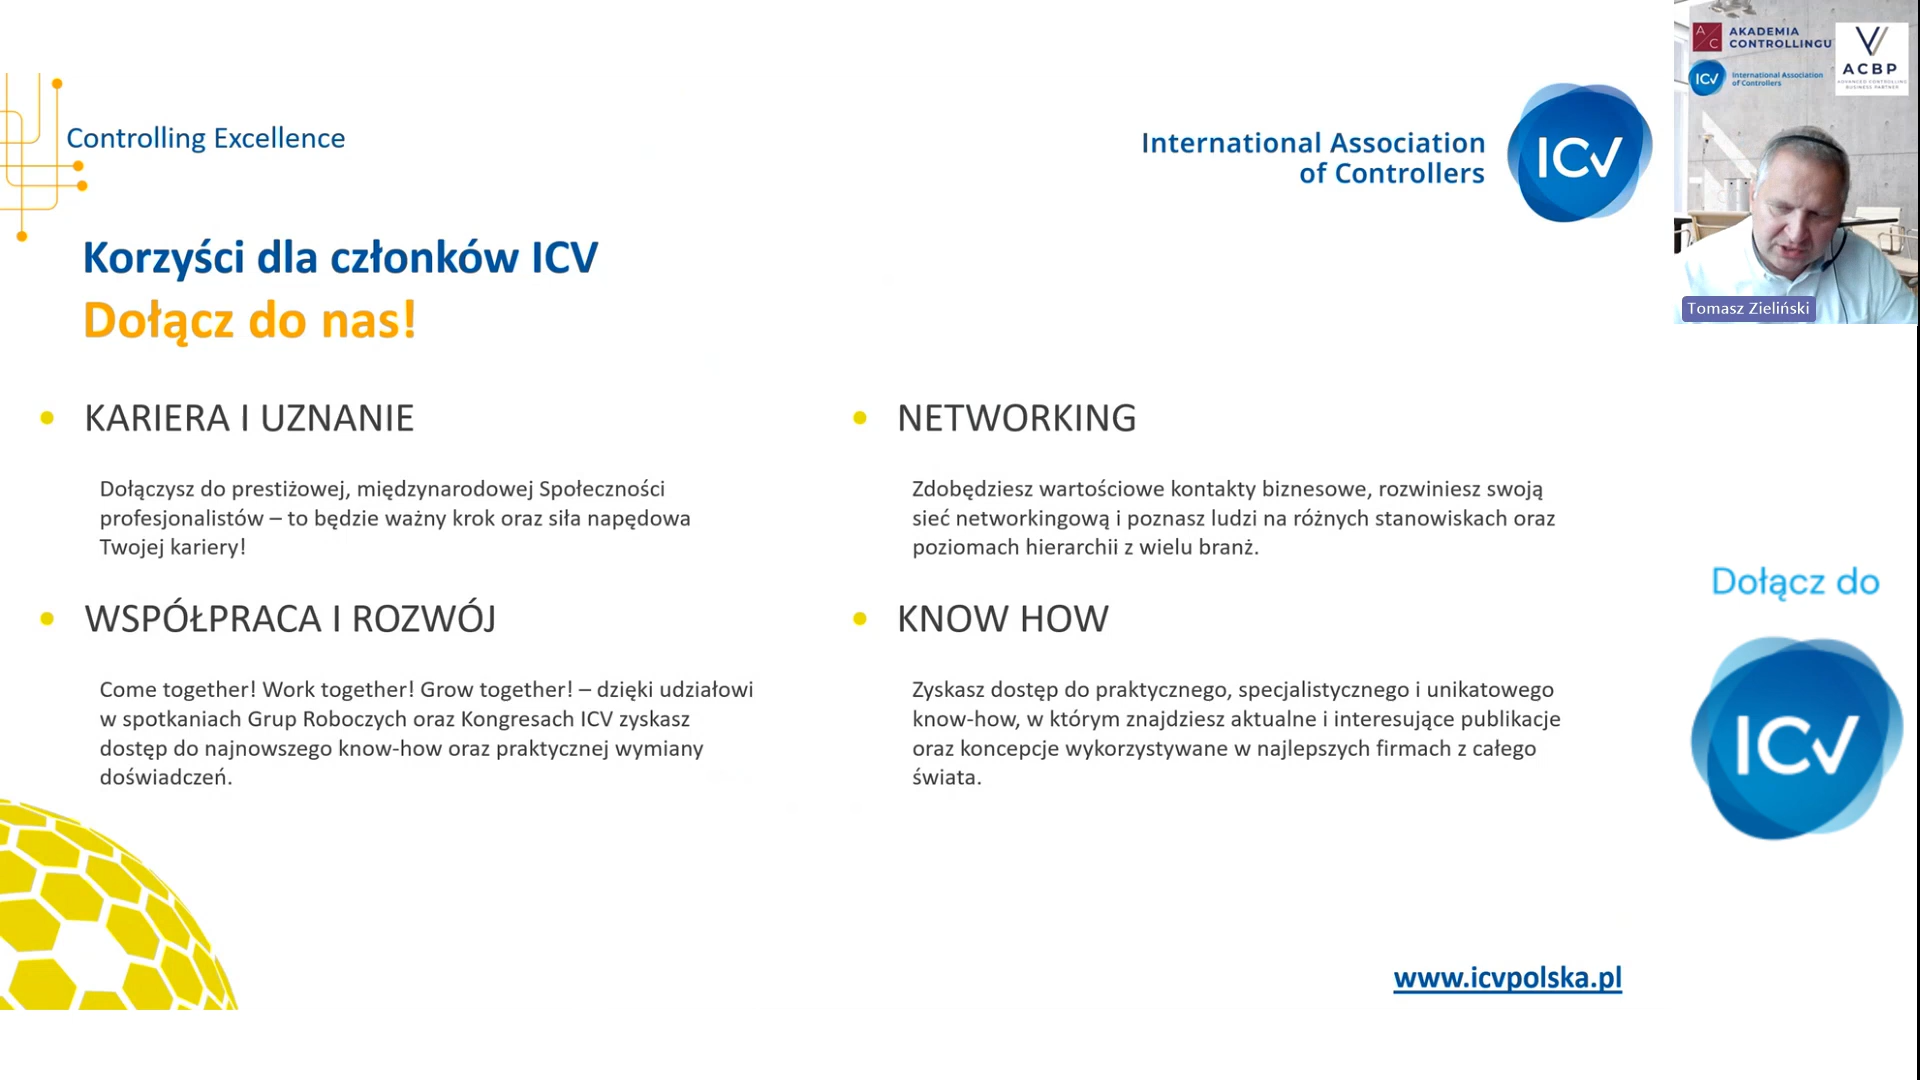 Controlling Excellence
International Association
of Controllers
ICV
Korzyści dla członków ICV
Dołącz do nas!
KARIERA I UZNANIE
Dołączysz do prestiżowej, międzynarodowej Społeczności
profesjonalistów – to będzie ważny krok oraz siła napędowa
Twojej kariery!
WSPÓŁPRACA I ROZWÓJ
Come together! Work together! Grow together! – dzięki udziałowi
w spotkaniach Grup Roboczych oraz Kongresach ICV zyskasz
dostęp do najnowszego know-how oraz praktycznej wymiany
doświadczeń.
NETWORKING
Zdobędziesz wartościowe kontakty biznesowe, rozwiniesz swoją
sieć networkingową i poznasz ludzi na różnych stanowiskach oraz
poziomach hierarchii z wielu branż.
KNOW HOW
Zyskasz dostęp do praktycznego, specjalistycznego i unikatowego
know-how, w którym znajdziesz aktualne i interesujące publikacje
oraz koncepcje wykorzystywane w najlepszych firmach z całego
świata.
www.icvpolska.pl
AC
AKADEMIA
CONTROLLINGU
ICV
International Association
of Controllers
ACBP
ADVANCED CONTROLLING
BUSINESS PARTNER
Tomasz Zieliński
Dołącz do
ICV